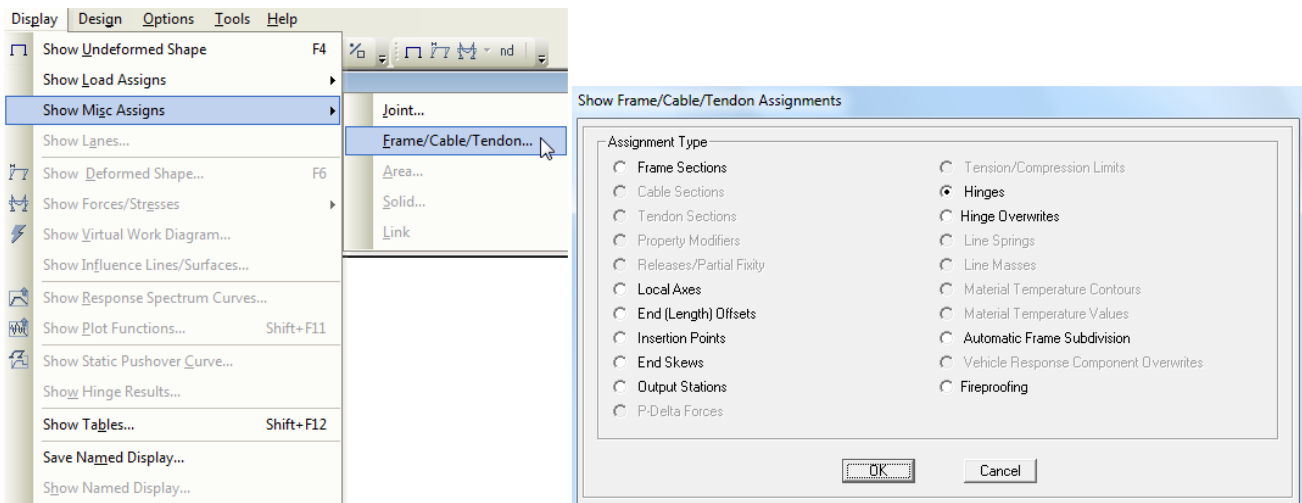 Display Design Options Tools Help
Show Undeformed Shape F4
nd
Show Load Assigns
Show Misc Assigns
Show Lanes...
Show Deformed Shape... F6
Show Forces/Stresses
Show Virtual Work Diagram...
Show Influence Lines/Surfaces...
Show Response Spectrum Curves...
Show Plot Functions... Shift+F11
Show Static Pushover Curve...
Show Hinge Results...
Show Tables... Shift+F12
Save Named Display...
Show Named Display...
Joint...
Frame/Cable/Tendon...
Area...
Solid...
Link
Show Frame/Cable/Tendon Assignments
Assignment Type
Frame Sections
Cable Sections
Tendon Sections
Property Modifiers
Releases/Partial Fixity
Local Axes
End (Length) Offsets
Insertion Points
End Skews
Output Stations
P-Delta Forces
Tension/Compression Limits
Hinges
Hinge Overwrites
Line Springs
Line Masses
Material Temperature Contours
Material Temperature Values
Automatic Frame Subdivision
Vehicle Response Component Overwrites
Fireproofing
OK Cancel